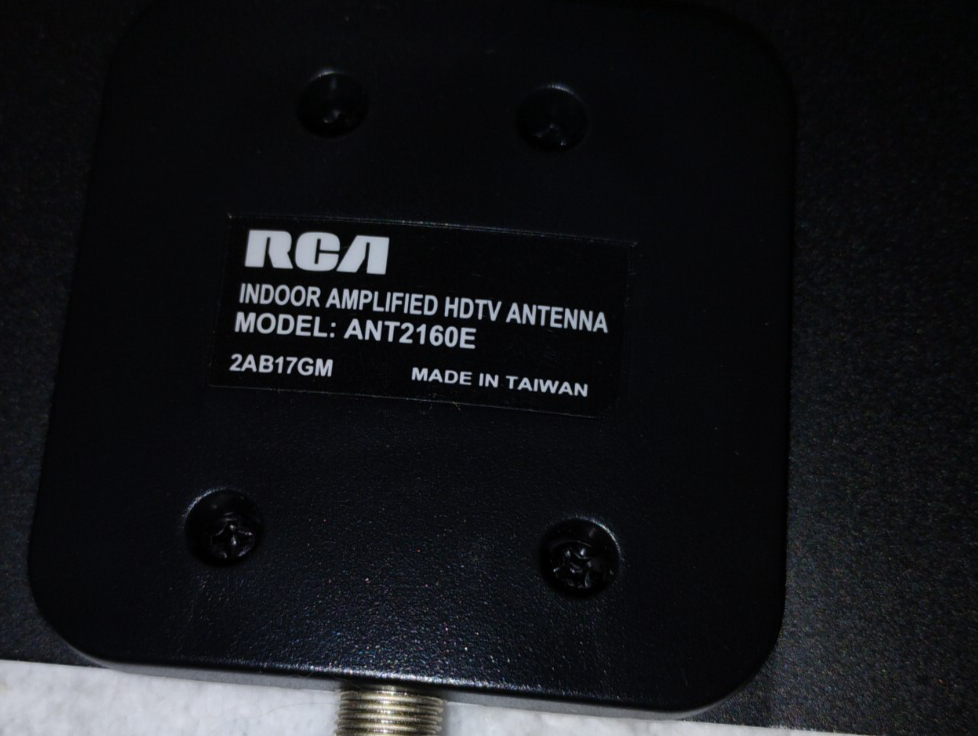 RCA
INDOOR AMPLIFIED HDTV ANTENNA
MODEL: ANT2160E
2AB17GM MADE IN TAIWAN